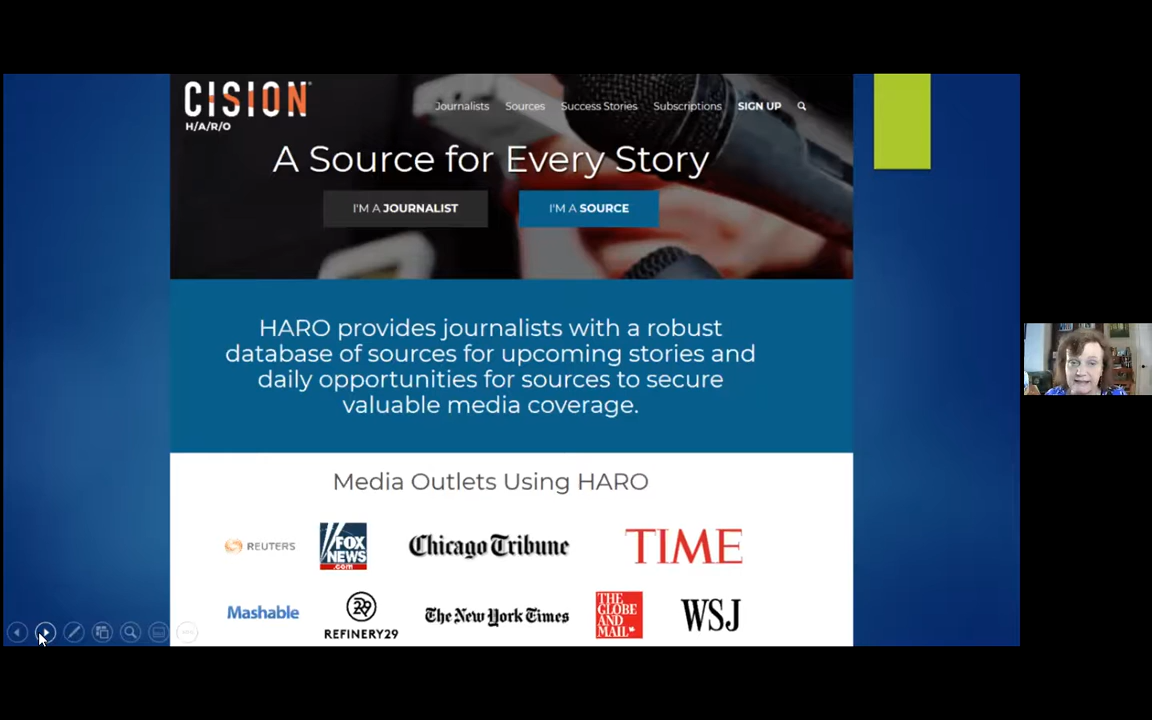 CISION
H/A/R/O
Journalists Sources Success Stories Subscriptions SIGN UP
A Source for Every Story
I'M A JOURNALIST I'M A SOURCE
HARO provides journalists with a robust
database of sources for upcoming stories and
daily opportunities for sources to secure
valuable media coverage.
Media Outlets Using HARO
REUTERS
FOX
NEWS
.com
Chicago Tribune
TIME
Mashable
29
REFINERY29
The New York Times
THE
GLOBE
AND
MAIL
WSJ